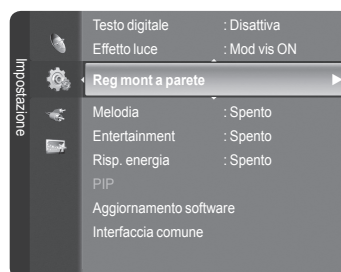 Impostazione
Testo digitale : Disattiva
Effetto luce : Mod vis ON
Reg mont a parete
Melodia : Spento
Entertainment : Spento
Risp. energia : Spento
PIP
Aggiornamento software
Interfaccia comune